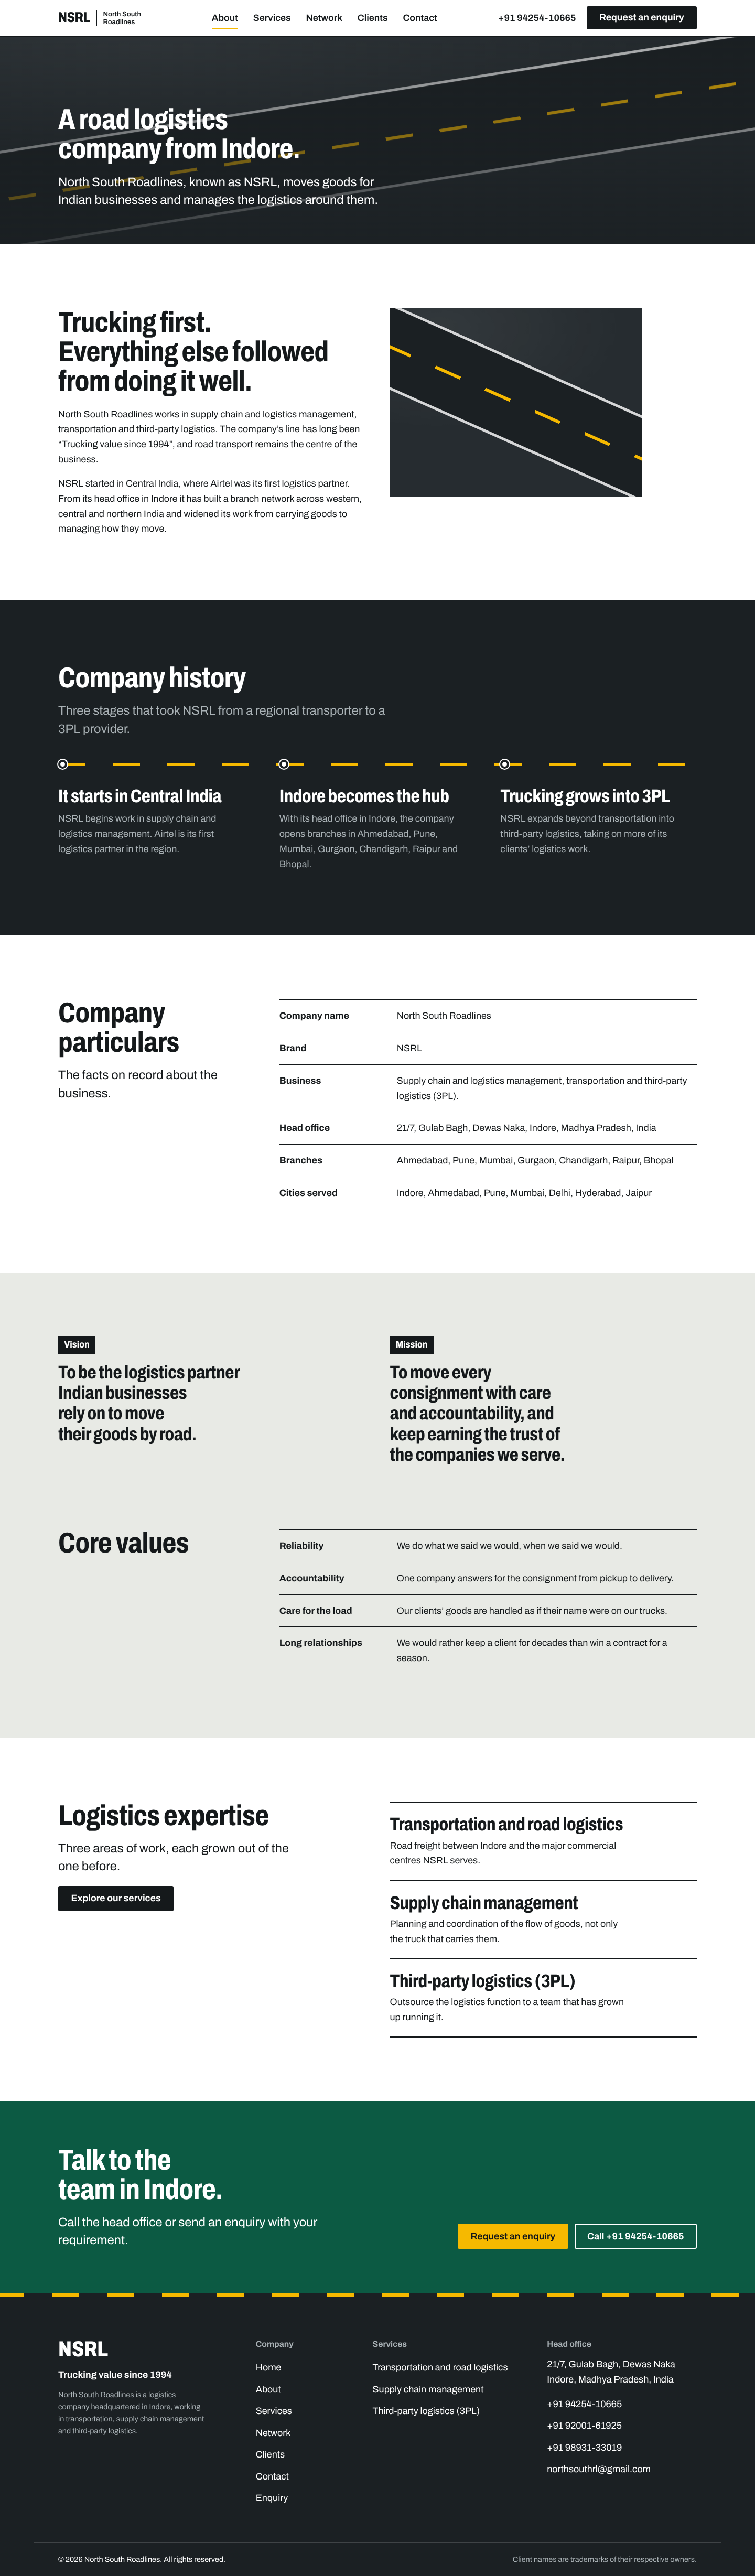 NSRL
North South
Roadlines
About
Services
Network
Clients
Contact
+91 94254-10665
Request an enquiry
A road logistics
company from Indore.
North South Roadlines, known as NSRL, moves goods for
Indian businesses and manages the logistics around them.
Trucking first.
Everything else followed
from doing it well.
North South Roadlines works in supply chain and logistics management,
transportation and third-party logistics. The company’s line has long been
“Trucking value since 1994”, and road transport remains the centre of the
business.
NSRL started in Central India, where Airtel was its first logistics partner.
From its head office in Indore it has built a branch network across western,
central and northern India and widened its work from carrying goods to
managing how they move.
Company history
Three stages that took NSRL from a regional transporter to a
3PL provider.
It starts in Central India
NSRL begins work in supply chain and
logistics management. Airtel is its first
logistics partner in the region.
Indore becomes the hub
With its head office in Indore, the company
opens branches in Ahmedabad, Pune,
Mumbai, Gurgaon, Chandigarh, Raipur and
Bhopal.
Trucking grows into 3PL
NSRL expands beyond transportation into
third-party logistics, taking on more of its
clients’ logistics work.
Company
particulars
The facts on record about the
business.
Company name
North South Roadlines
Brand
NSRL
Business
Supply chain and logistics management, transportation and third-party
logistics (3PL).
Head office
21/7, Gulab Bagh, Dewas Naka, Indore, Madhya Pradesh, India
Branches
Ahmedabad, Pune, Mumbai, Gurgaon, Chandigarh, Raipur, Bhopal
Cities served
Indore, Ahmedabad, Pune, Mumbai, Delhi, Hyderabad, Jaipur
Vision
To be the logistics partner
Indian businesses
rely on to move
their goods by road.
Mission
To move every
consignment with care
and accountability, and
keep earning the trust of
the companies we serve.
Core values
Reliability
We do what we said we would, when we said we would.
Accountability
One company answers for the consignment from pickup to delivery.
Care for the load
Our clients’ goods are handled as if their name were on our trucks.
Long relationships
We would rather keep a client for decades than win a contract for a
season.
Logistics expertise
Three areas of work, each grown out of the
one before.
Explore our services
Transportation and road logistics
Road freight between Indore and the major commercial
centres NSRL serves.
Supply chain management
Planning and coordination of the flow of goods, not only
the truck that carries them.
Third-party logistics (3PL)
Outsource the logistics function to a team that has grown
up running it.
Talk to the
team in Indore.
Call the head office or send an enquiry with your
requirement.
Request an enquiry
Call +91 94254-10665
NSRL
Trucking value since 1994
North South Roadlines is a logistics
company headquartered in Indore, working
in transportation, supply chain management
and third-party logistics.
Company
Home
About
Services
Network
Clients
Contact
Enquiry
Services
Transportation and road logistics
Supply chain management
Third-party logistics (3PL)
Head office
21/7, Gulab Bagh, Dewas Naka
Indore, Madhya Pradesh, India
+91 94254-10665
+91 92001-61925
+91 98931-33019
northsouthrl@gmail.com
© 2026 North South Roadlines. All rights reserved.
Client names are trademarks of their respective owners.